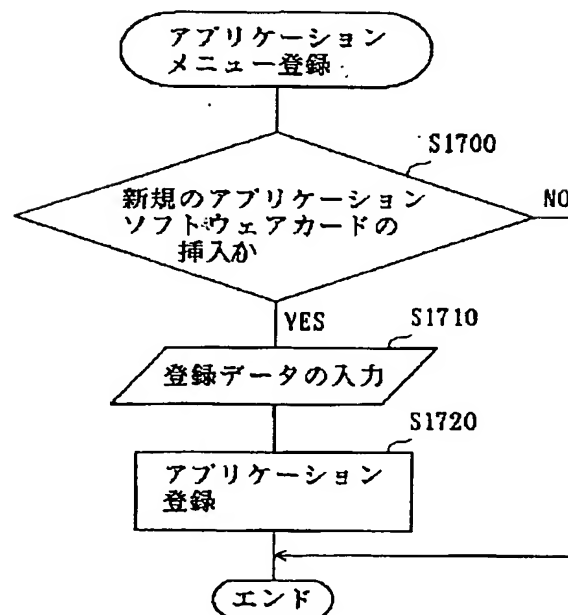 アプリケーション
メニュー登録
S1700
新規のアプリケーション
ソフトウェアカードの
挿入か
NO
YES
S1710
登録データの入力
S1720
アプリケーション
登録
エンド